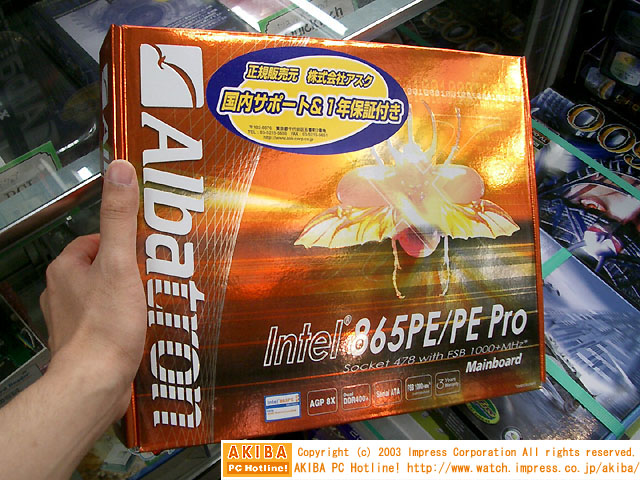 正規販売元 株式会社アスク
国内サポート&1年保証付き
Albatron
Intel® 865PE/PE Pro
Socket 478 with FSB 1000+MHz*
Mainboard
AGP 8X
DDR400
Serial ATA
AKIBA
PC Hotline!
Copyright (c) 2003 Impress Corporation All rights reserved.
AKIBA PC Hotline! http://www.watch.impress.co.jp/akiba/